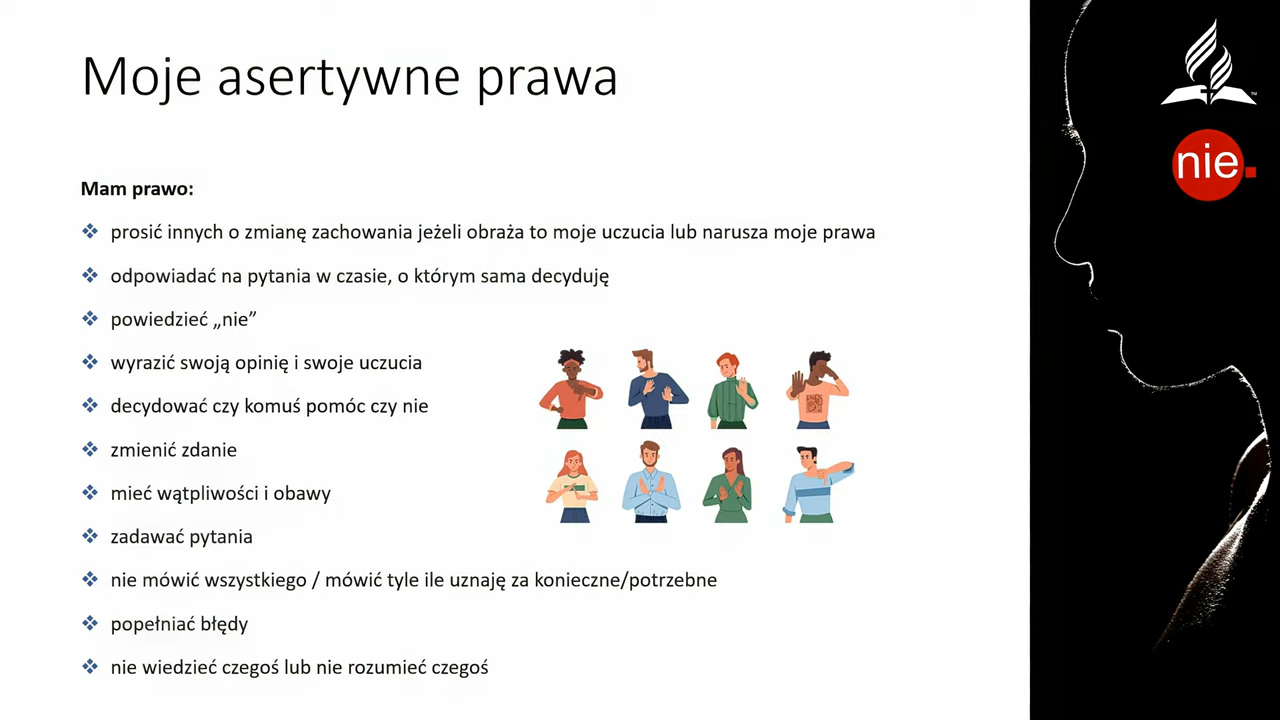 Moje asertywne prawa
Mam prawo:
prosić innych o zmianę zachowania jeżeli obraża to moje uczucia lub narusza moje prawa
odpowiadać na pytania w czasie, o którym sama decyduję
powiedzieć „nie”
wyrazić swoją opinię i swoje uczucia
decydować czy komuś pomóc czy nie
zmienić zdanie
mieć wątpliwości i obawy
zadawać pytania
nie mówić wszystkiego / mówić tyle ile uznaję za konieczne/potrzebne
popełniać błędy
nie wiedzieć czegoś lub nie rozumieć czegoś
TM
nie.